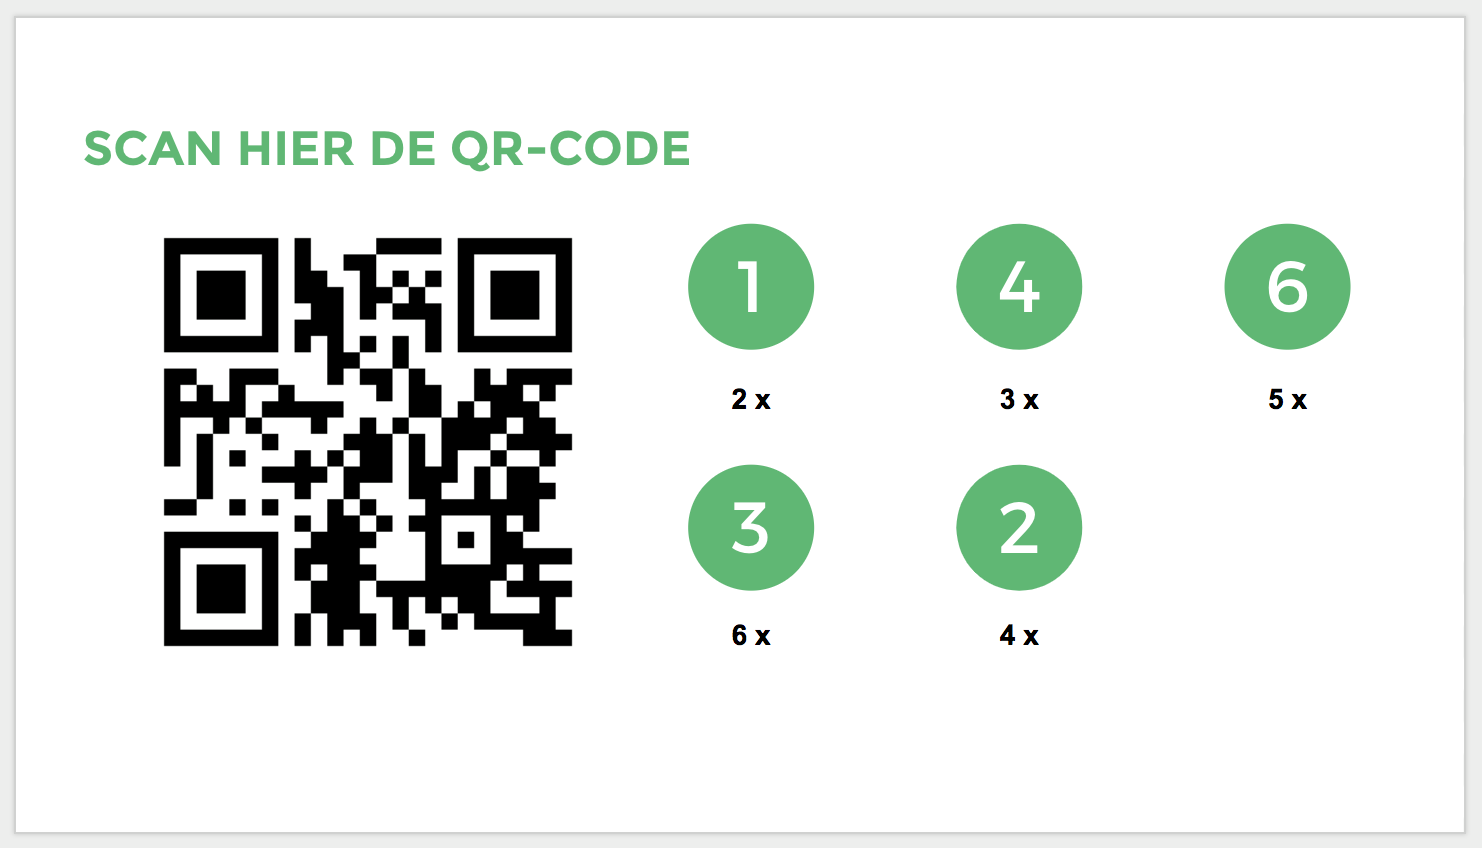 SCAN HIER DE QR-CODE
1 4 6
2 x 3 x 5 x
3 2
6 x 4 x